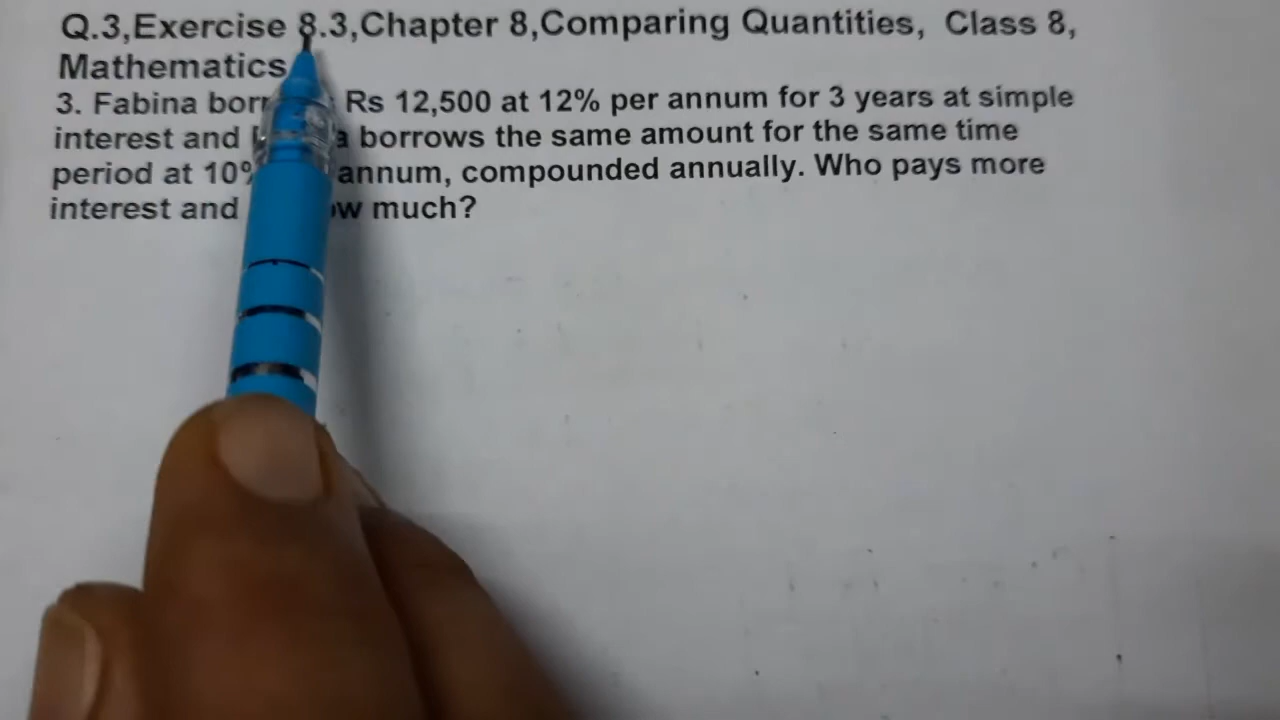 Q.3,Exercise 8.3,Chapter 8,Comparing Quantities, Class 8,
Mathematics
3. Fabina Rs 12,500 at 12% per annum for 3 years at simple
interest and borrows the same amount for the same time
period at 10% annum, compounded annually. Who pays more
interest and much?